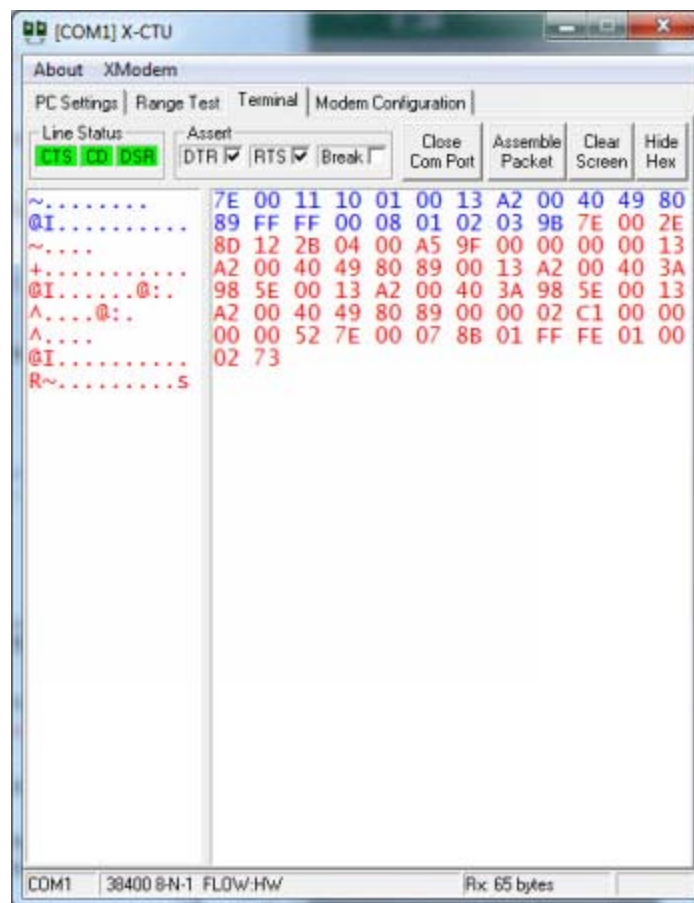 [COM1] X-CTU
About XModem
PC Settings Range Test Terminal Modem Configuration
Line Status Assert
CTS CD DSR DTR RTS Break Close Com Port Assemble Packet Clear Screen Hide Hex
~........ 7E 00 11 10 01 00 13 A2 00 40 49 80
@I.......... 89 FF FF 00 08 01 02 03 9B 7E 00 2E
~.... 8D 12 2B 04 00 A5 9F 00 00 00 00 13
+........... A2 00 40 49 80 89 00 13 A2 00 40 3A
@I......@:. 98 5E 00 13 A2 00 40 3A 98 5E 00 13
^....@:. A2 00 40 49 80 89 00 00 02 C1 00 00
^.... 00 00 52 7E 00 07 8B 01 FF FE 01 00
@I.......... 02 73
R~.........s
COM1 38400 8-N-1 FLOW:HW Rx: 65 bytes